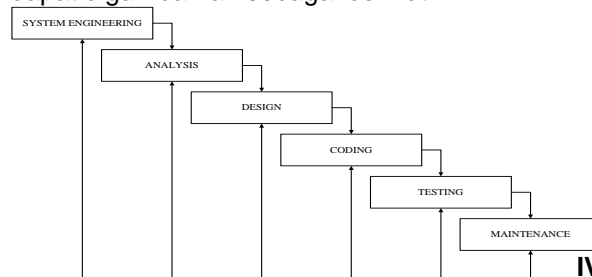 SYSTEM ENGINEERING
ANALYSIS
DESIGN
CODING
TESTING
MAINTENANCE